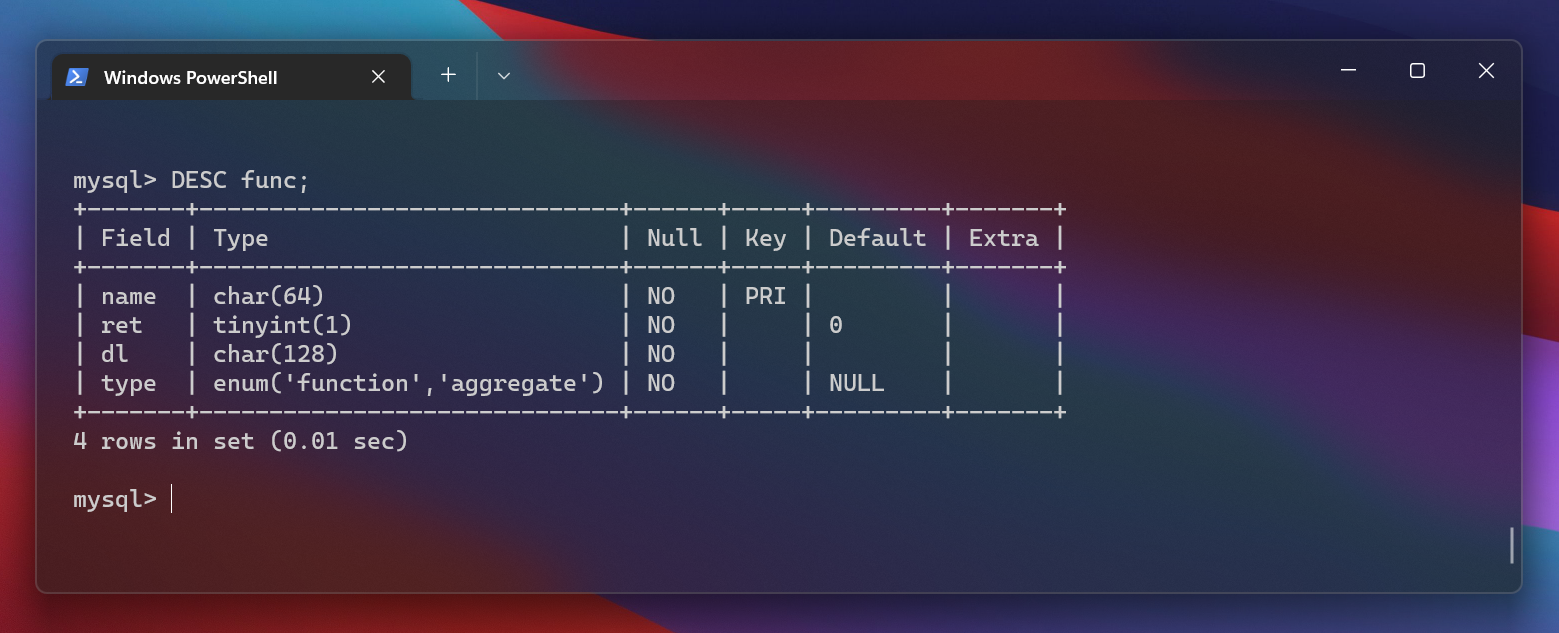 Windows PowerShell
mysql> DESC func;
+-------+------------------------------+------+-----+---------+-------+
| Field | Type                         | Null | Key | Default | Extra |
+-------+------------------------------+------+-----+---------+-------+
| name  | char(64)                     | NO   | PRI |         |       |
| ret   | tinyint(1)                   | NO   |     | 0       |       |
| dl    | char(128)                    | NO   |     |         |       |
| type  | enum('function','aggregate') | NO   |     | NULL    |       |
+-------+------------------------------+------+-----+---------+-------+
4 rows in set (0.01 sec)
mysql>